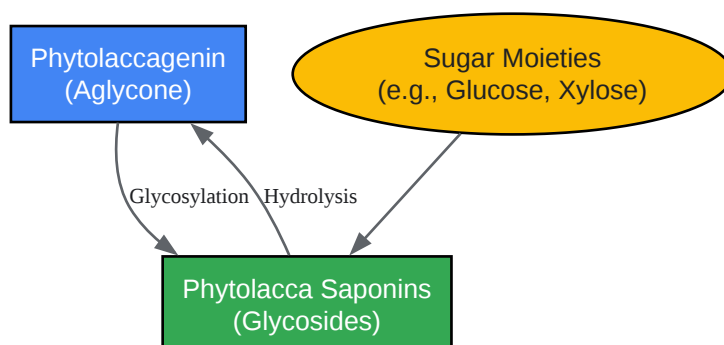 Phytolaccagenin
(Aglycone)
Sugar Moieties
(e.g., Glucose, Xylose)
Glycosylation
Hydrolysis
Phytolacca Saponins
(Glycosides)